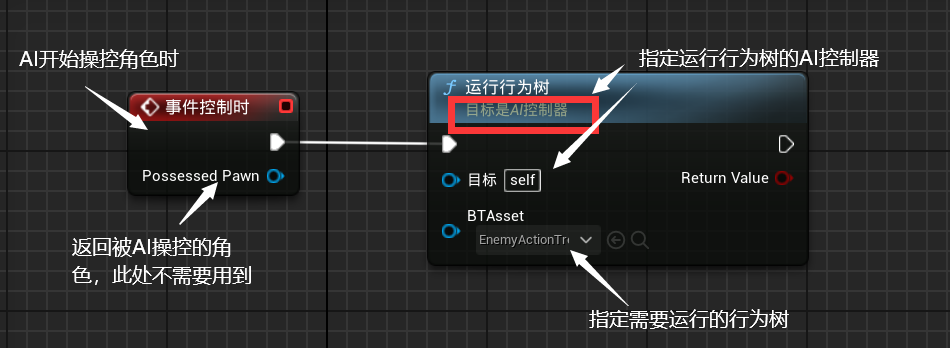 AI开始操控角色时
指定运行行为树的AI控制器
事件控制时
Possessed Pawn
f 运行行为树
目标是AI控制器
目标 self
Return Value
BTAsset
EnemyActionTre
返回被AI操控的角
色，此处不需要用到
指定需要运行的行为树